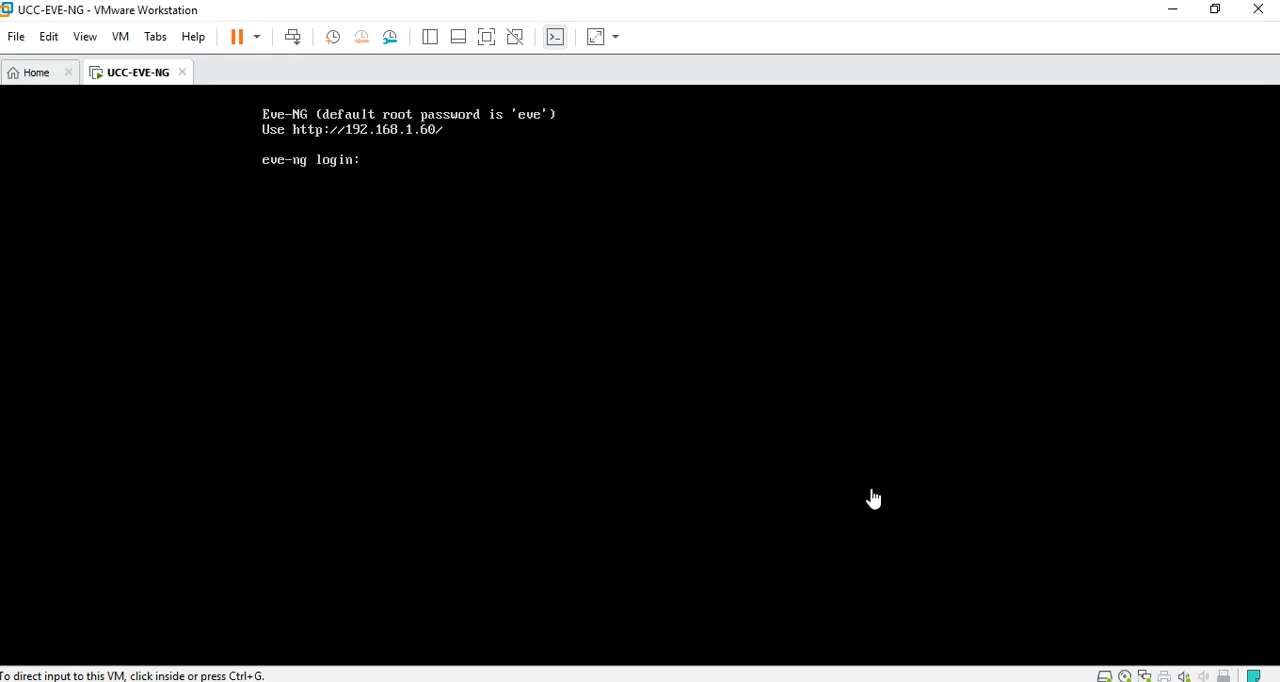 UCC-EVE-NG - VMware Workstation
File Edit View VM Tabs Help
Home UCC-EVE-NG
Eve-NG (default root password is 'eve')
Use http://192.168.1.60/
eve-ng login:
To direct input to this VM, click inside or press Ctrl+G.